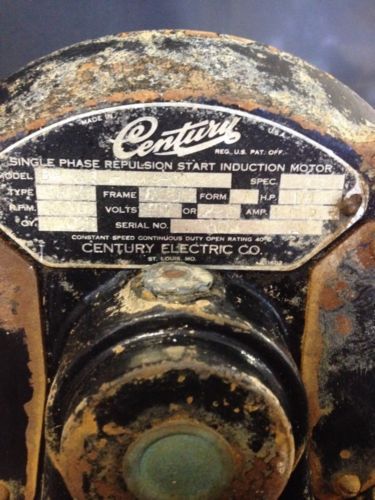 MADE IN Century U.S.A.
REG. U.S. PAT. OFF.
SINGLE PHASE REPULSION START INDUCTION MOTOR
MODEL SPEC.
TYPE FRAME FORM H.P.
R.P.M. VOLTS OR AMP.
CY. SERIAL NO.
CONSTANT SPEED CONTINUOUS DUTY OPEN RATING 40°C
CENTURY ELECTRIC CO.
ST. LOUIS, MO.